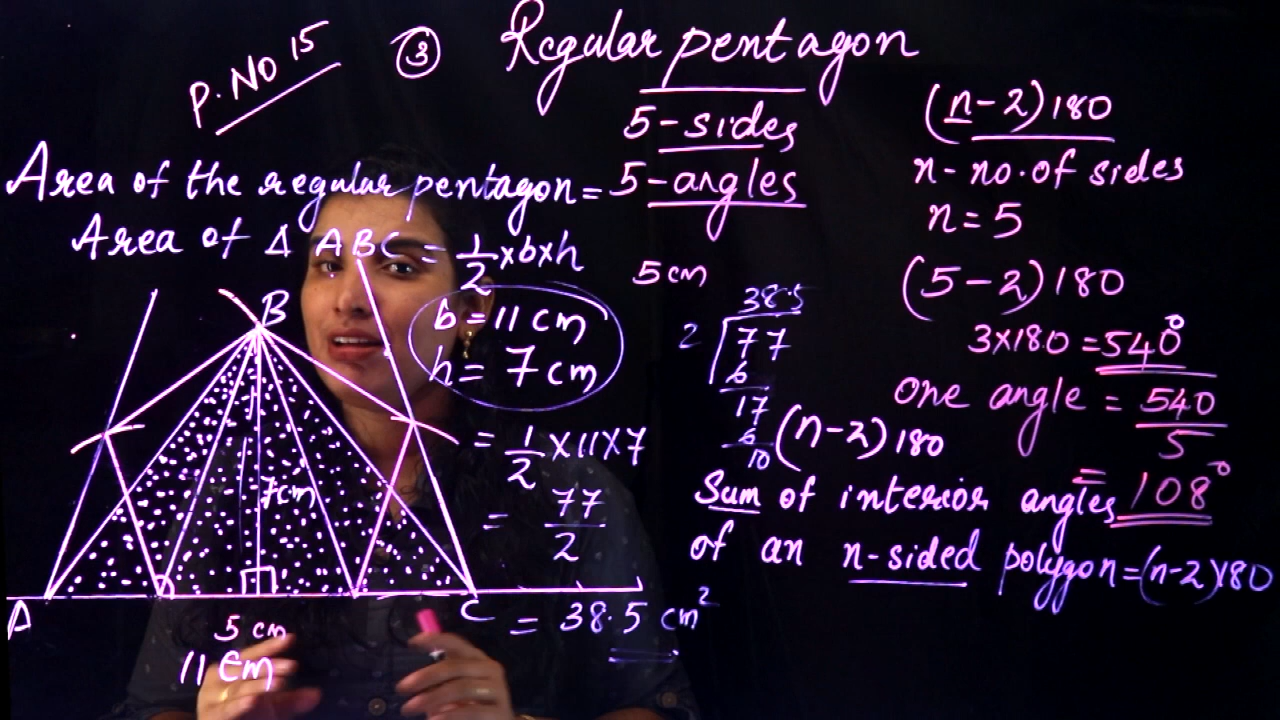 P.NO 15
③ Regular pentagon
5-sides
5-angles
Area of the regular pentagon =
Area of Δ ABC = 1/2 × b × h
b = 11 cm
h = 7 cm
= 1/2 × 11 × 7
= 77/2
= 38.5 cm²
B
7cm
A
C
5 cm
11 cm
5 cm
38.5
2 77
6
17
6
10
(n-2)180
n - no. of sides
n = 5
(5-2)180
3×180 = 540°
one angle = 540/5
= 108°
(n-2)180
Sum of interior angles
of an n-sided polygon = (n-2)×80